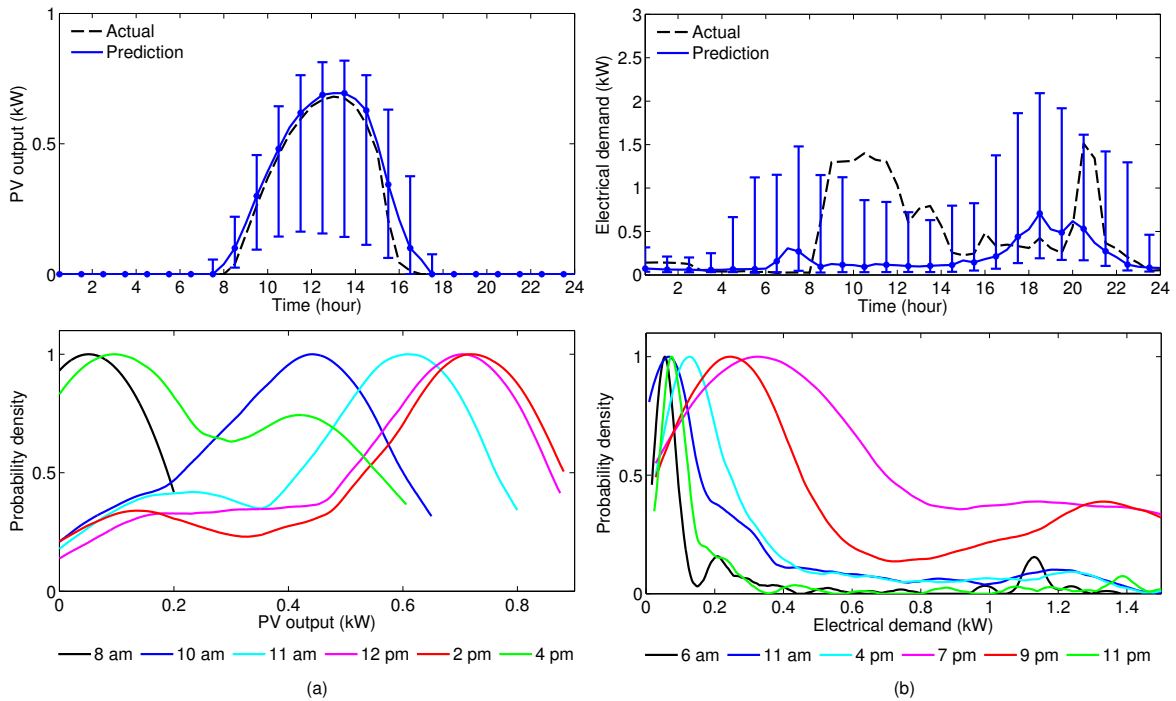 1
0.5
0
PV output (kW)
Actual
Prediction
2 4 6 8 10 12 14 16 18 20 22 24
Time (hour)
3
2.5
2
1.5
1
0.5
0
Electrical demand (kW)
Actual
Prediction
2 4 6 8 10 12 14 16 18 20 22 24
Time (hour)
1
0.5
0
Probability density
0 0.2 0.4 0.6 0.8
PV output (kW)
8 am 10 am 11 am 12 pm 2 pm 4 pm
(a)
1
0.5
0
Probability density
0 0.2 0.4 0.6 0.8 1 1.2 1.4
Electrical demand (kW)
6 am 11 am 4 pm 7 pm 9 pm 11 pm
(b)